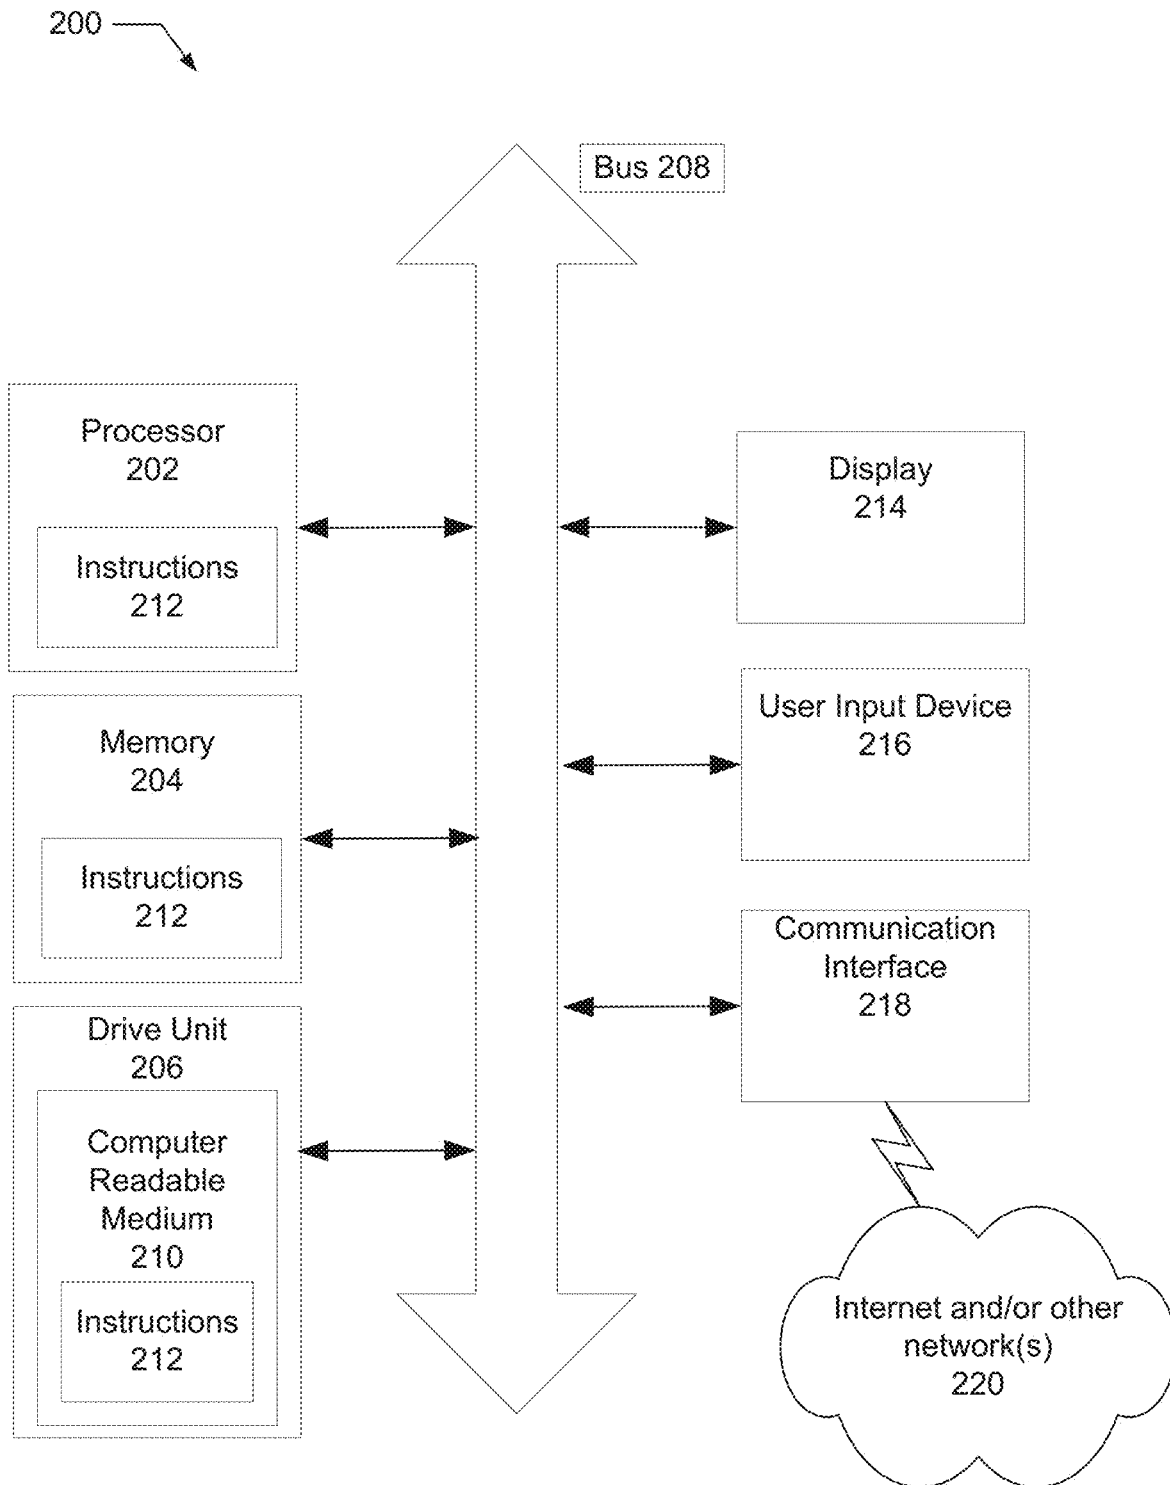 200
Bus 208
Processor
202
Instructions
212
Memory
204
Instructions
212
Drive Unit
206
Computer
Readable
Medium
210
Instructions
212
Display
214
User Input Device
216
Communication
Interface
218
Internet and/or other
network(s)
220